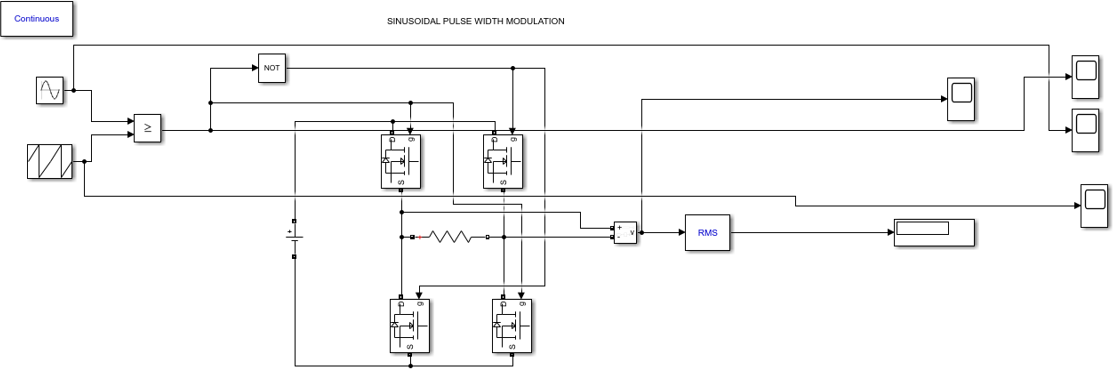 Continuous
SINUSOIDAL PULSE WIDTH MODULATION
NOT
≥
D g
D g
S
S
+
+
-
v
RMS
+
D g
D g
S
S